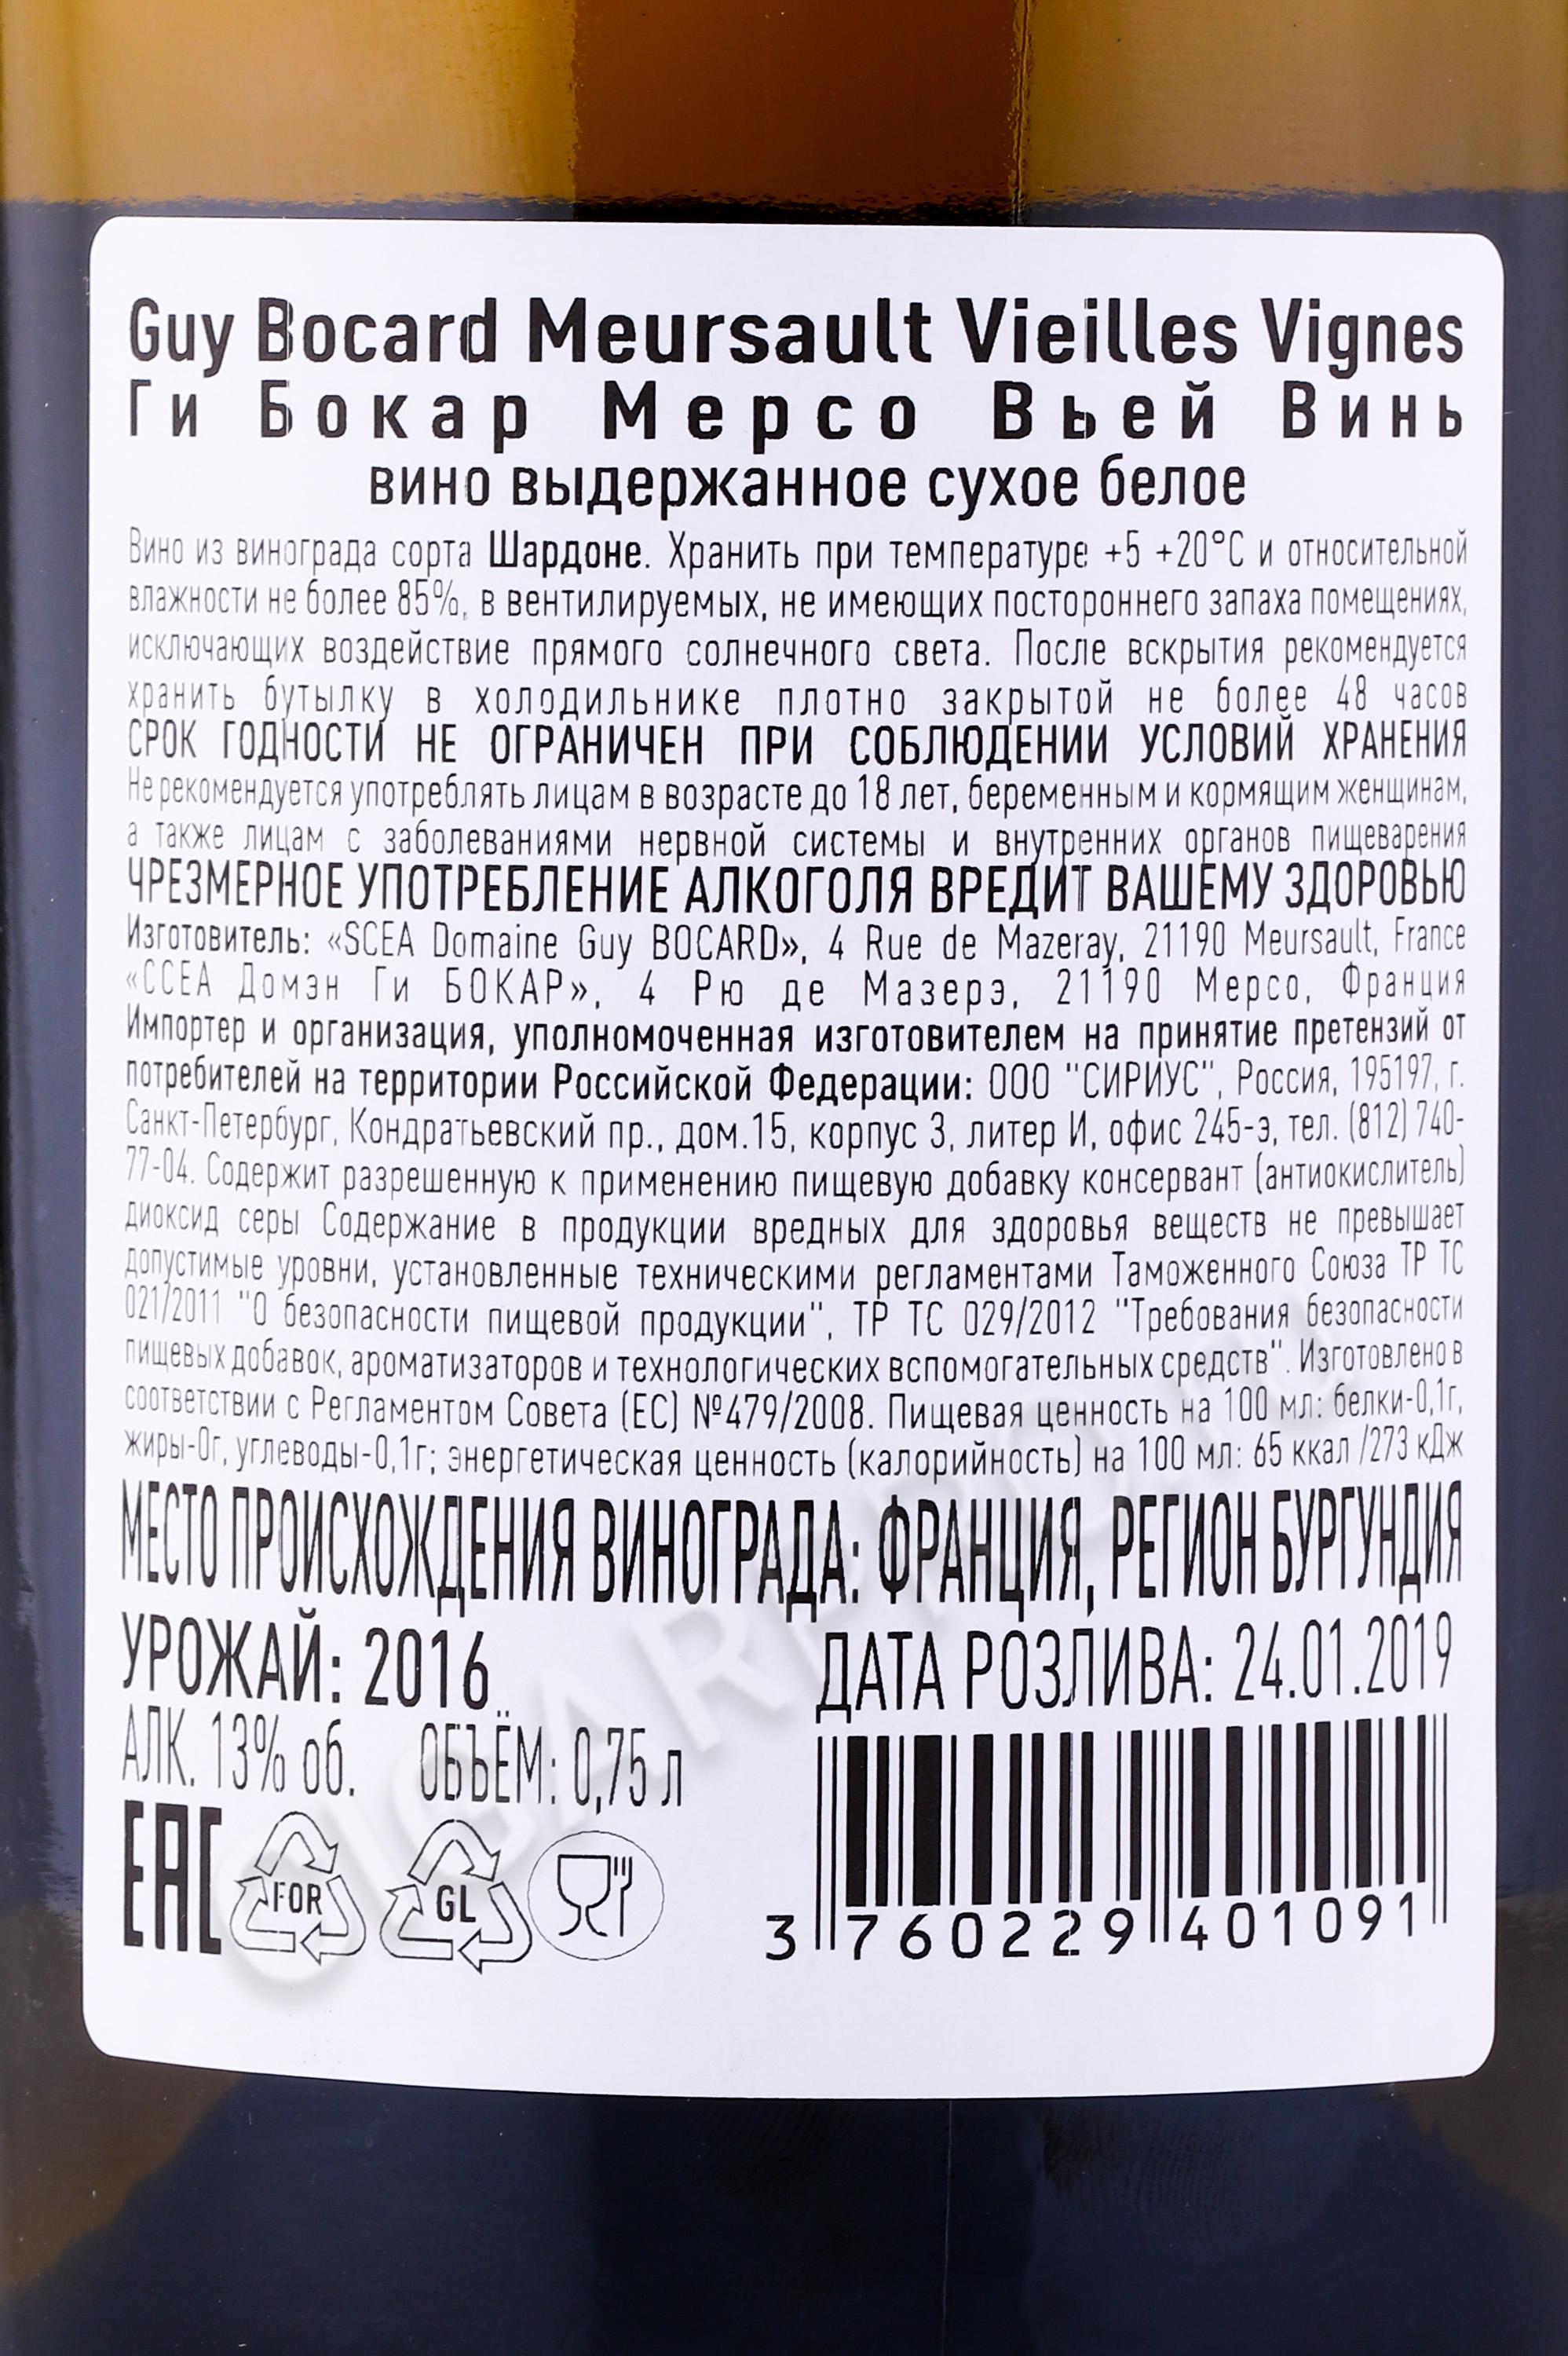 Guy Bocard Meursault Vieilles Vignes
Ги Бокар Мерсо Вьей Винь
вино выдержанное сухое белое
Вино из винограда сорта Шардоне. Хранить при температуре +5 +20°С и относительной
влажности не более 85%, в вентилируемых, не имеющих постороннего запаха помещениях,
исключающих воздействие прямого солнечного света. После вскрытия рекомендуется
хранить бутылку в холодильнике плотно закрытой не более 48 часов
СРОК ГОДНОСТИ НЕ ОГРАНИЧЕН ПРИ СОБЛЮДЕНИИ УСЛОВИЙ ХРАНЕНИЯ
Не рекомендуется употреблять лицам в возрасте до 18 лет, беременным и кормящим женщинам,
а также лицам с заболеваниями нервной системы и внутренних органов пищеварения
ЧРЕЗМЕРНОЕ УПОТРЕБЛЕНИЕ АЛКОГОЛЯ ВРЕДИТ ВАШЕМУ ЗДОРОВЬЮ
Изготовитель: «SCEA Domaine Guy BOCARD», 4 Rue de Mazeray, 21190 Meursault, France
«ССЕА Домэн Ги БОКАР», 4 Рю де Мазерэ, 21190 Мерсо, Франция
Импортер и организация, уполномоченная изготовителем на принятие претензий от
потребителей на территории Российской Федерации: ООО "СИРИУС", Россия, 195197, г.
Санкт-Петербург, Кондратьевский пр., дом.15, корпус 3, литер И, офис 245-э, тел. (812) 740-
77-04. Содержит разрешенную к применению пищевую добавку консервант (антиокислитель)
диоксид серы Содержание в продукции вредных для здоровья веществ не превышает
допустимые уровни, установленные техническими регламентами Таможенного Союза ТР ТС
021/2011 "О безопасности пищевой продукции", ТР ТС 029/2012 "Требования безопасности
пищевых добавок, ароматизаторов и технологических вспомогательных средств". Изготовлено в
соответствии с Регламентом Совета (ЕС) №479/2008. Пищевая ценность на 100 мл: белки-0,1г,
жиры-0г, углеводы-0,1г; энергетическая ценность (калорийность) на 100 мл: 65 ккал /273 кДж
МЕСТО ПРОИСХОЖДЕНИЯ ВИНОГРАДА: ФРАНЦИЯ, РЕГИОН БУРГУНДИЯ
УРОЖАЙ: 2016 ДАТА РОЗЛИВА: 24.01.2019
АЛК. 13% об. ОБЪЁМ: 0,75 л
ЕАС FOR GL
3 760229 401091
CIGARPRO.RU